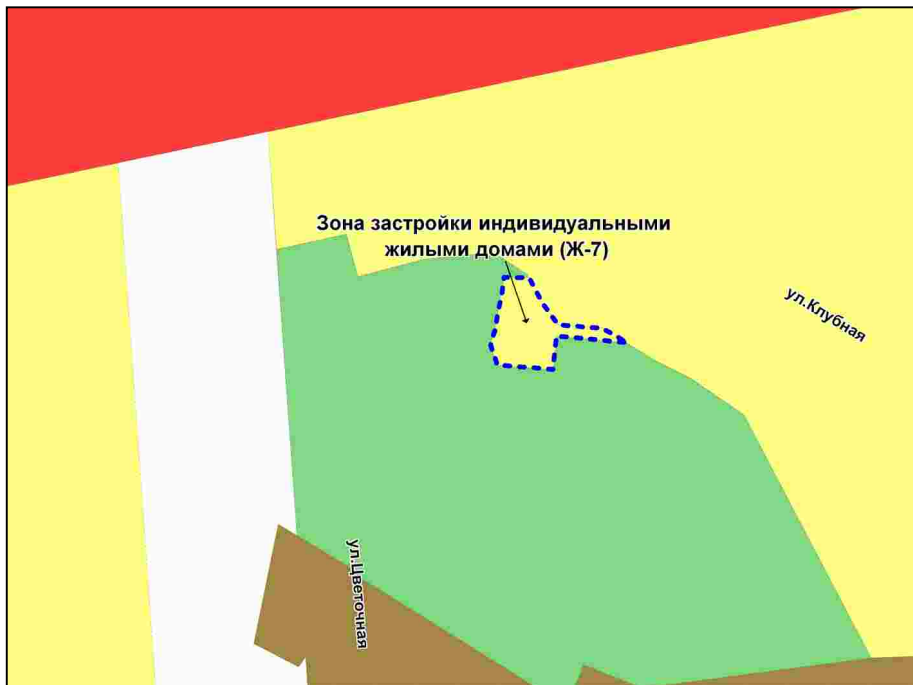 Зона застройки индивидуальными
жилыми домами (Ж-7)
ул.Клубная
ул.Цветочная